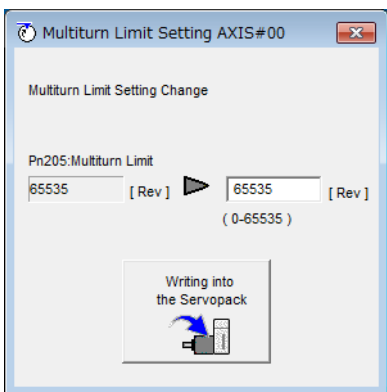 Multiturn Limit Setting AXIS#00
Multiturn Limit Setting Change
Pn205:Multiturn Limit
65535 [ Rev ] 65535 [ Rev ]
( 0-65535 )
Writing into
the Servopack